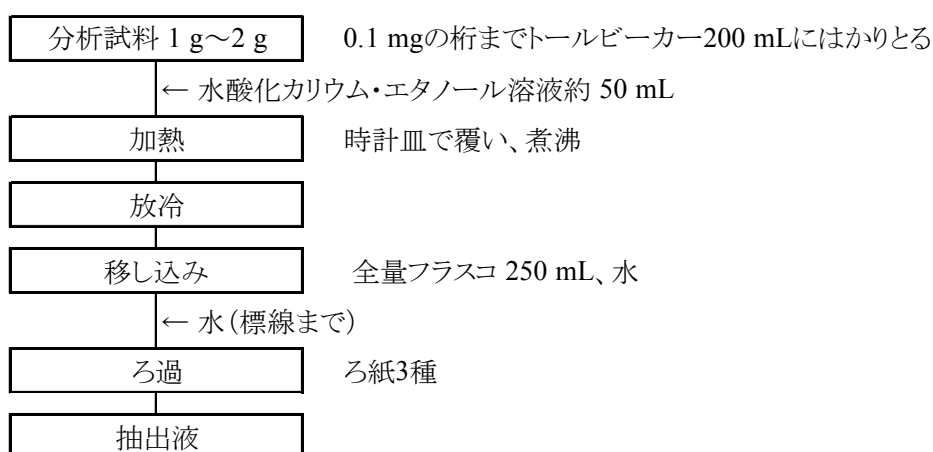 分析試料 1 g～2 g 0.1 mgの桁までトールビーカー200 mLにはかりとる
← 水酸化カリウム・エタノール溶液約 50 mL
加熱 時計皿で覆い、煮沸
放冷
移し込み 全量フラスコ 250 mL、水
← 水（標線まで）
ろ過 ろ紙3種
抽出液